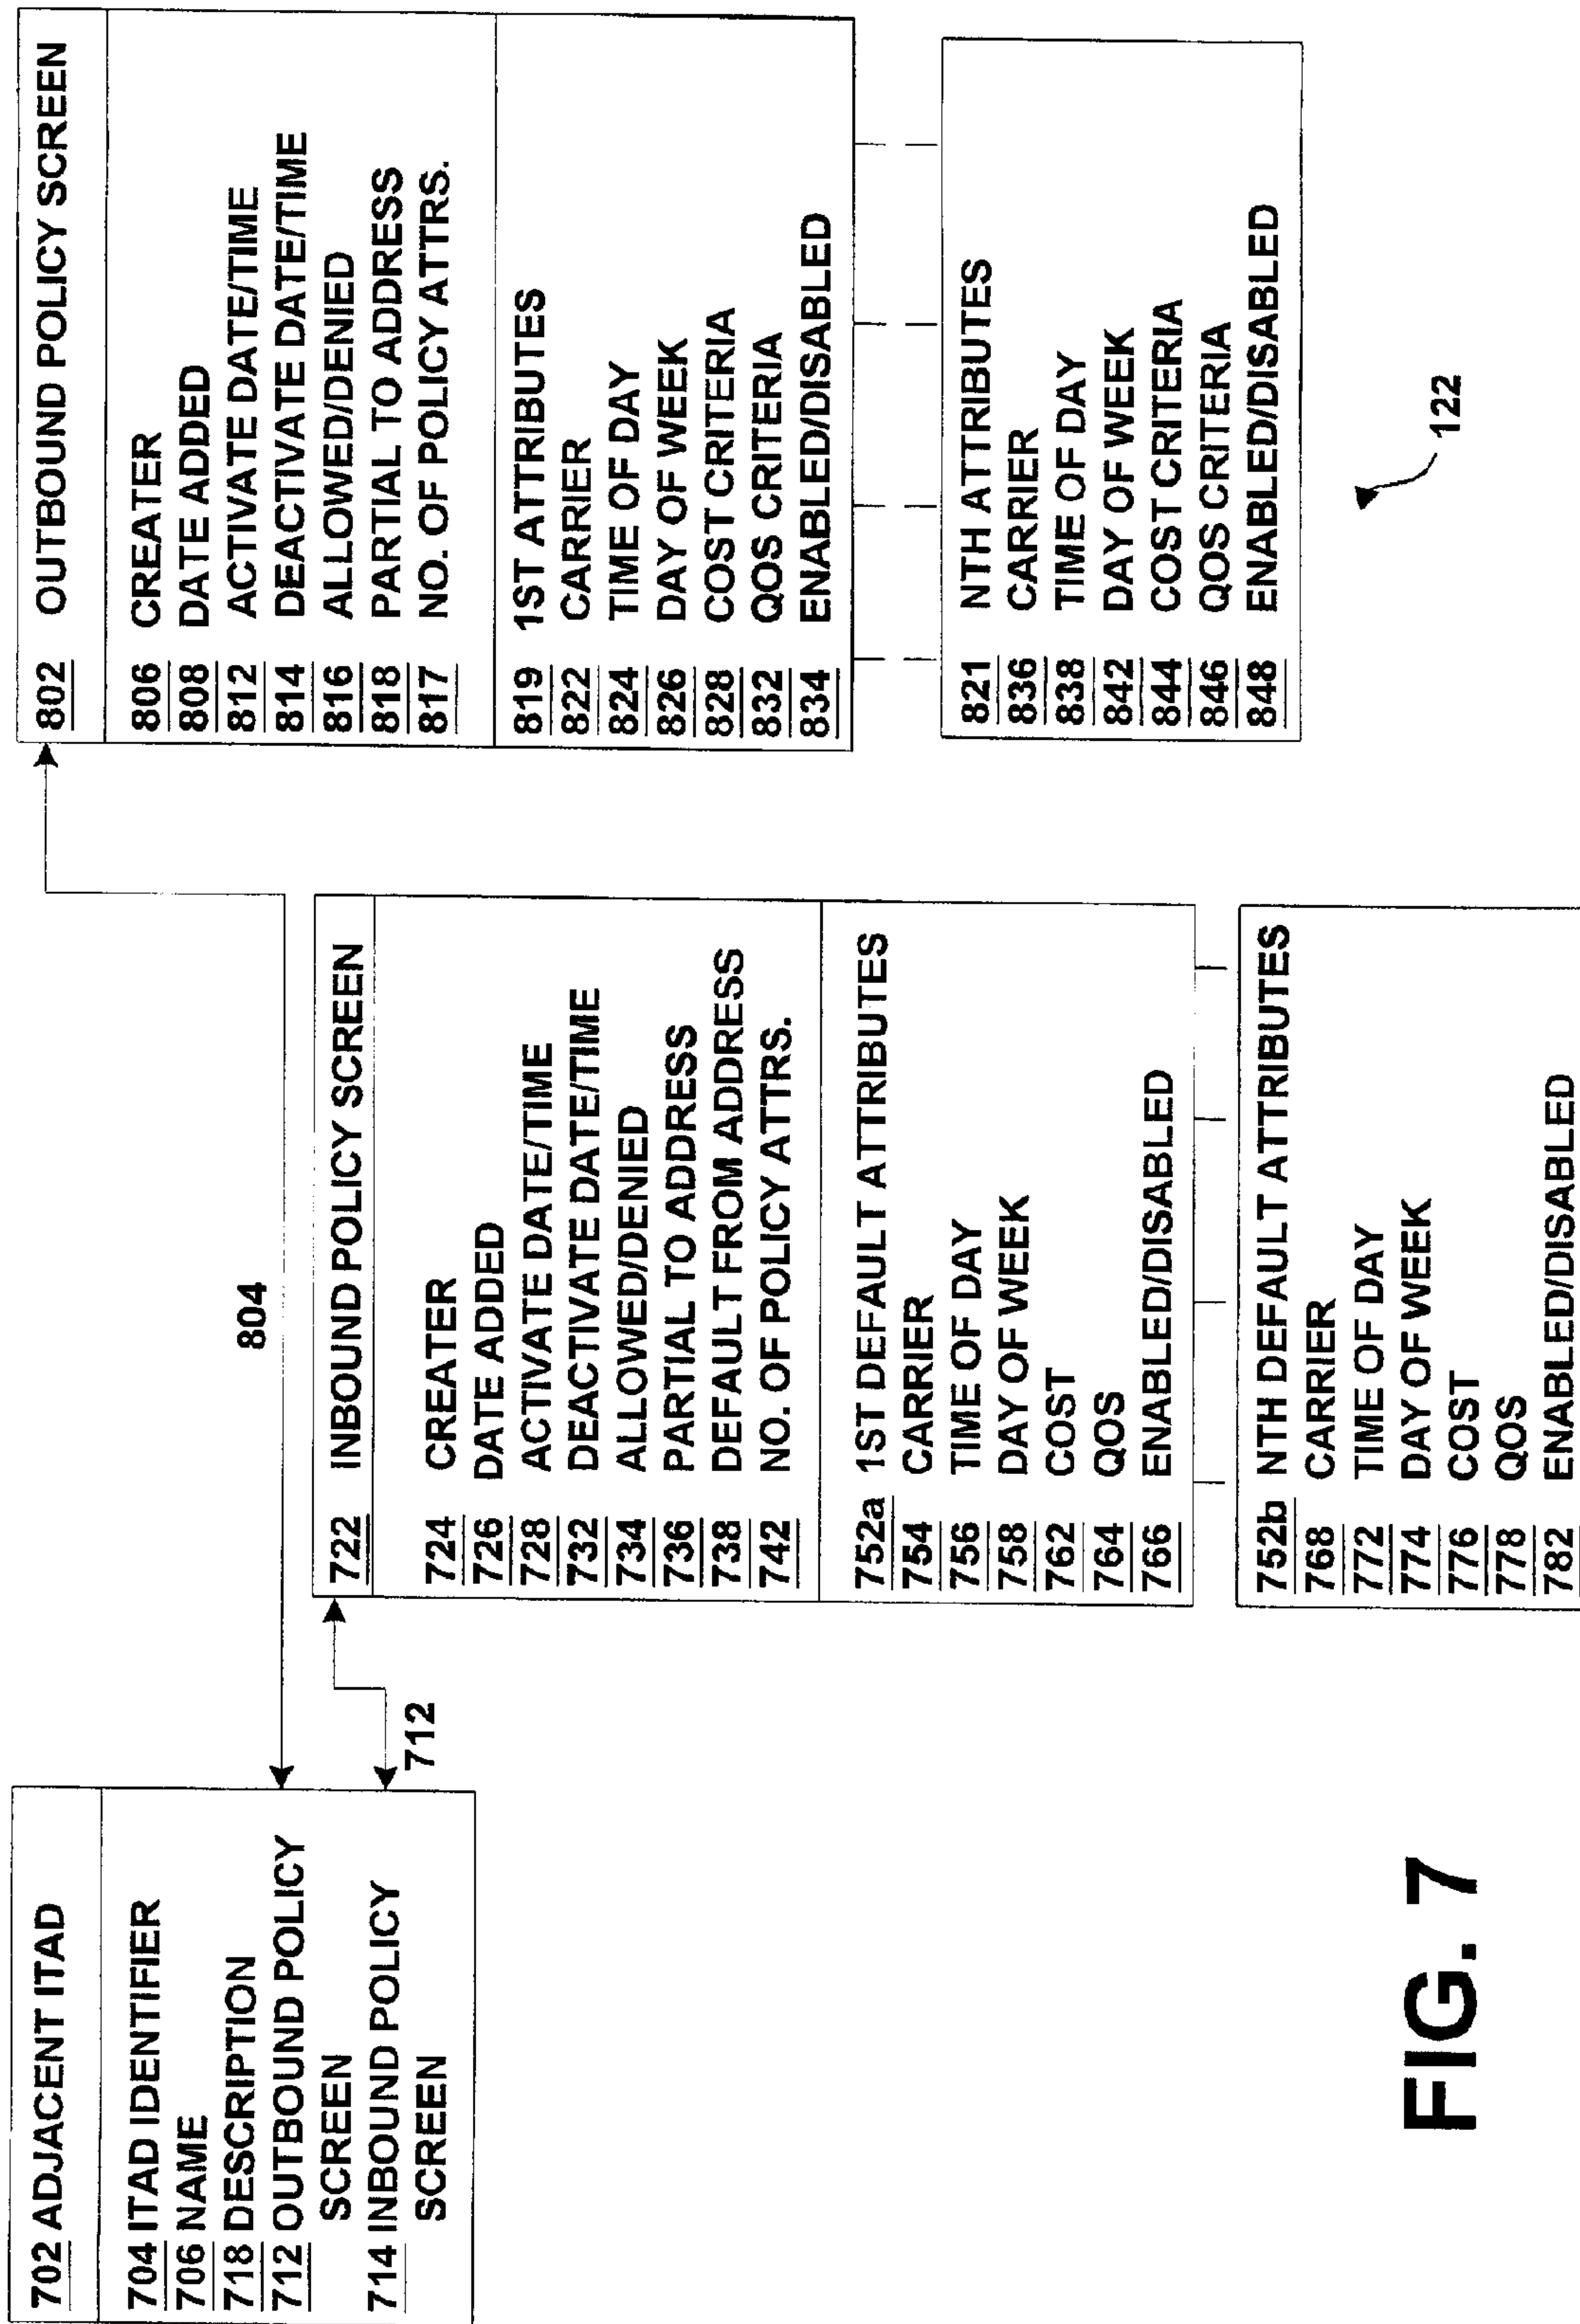 702 ADJACENT ITAD
704 ITAD IDENTIFIER
706 NAME
718 DESCRIPTION
712 OUTBOUND POLICY
SCREEN
714 INBOUND POLICY
SCREEN
804
712
722 INBOUND POLICY SCREEN
724 CREATER
726 DATE ADDED
728 ACTIVATE DATE/TIME
732 DEACTIVATE DATE/TIME
734 ALLOWED/DENIED
736 PARTIAL TO ADDRESS
738 DEFAULT FROM ADDRESS
742 NO. OF POLICY ATTRS.
752a 1ST DEFAULT ATTRIBUTES
754 CARRIER
756 TIME OF DAY
758 DAY OF WEEK
762 COST
764 QOS
766 ENABLED/DISABLED
752b NTH DEFAULT ATTRIBUTES
768 CARRIER
772 TIME OF DAY
774 DAY OF WEEK
776 COST
778 QOS
782 ENABLED/DISABLED
802 OUTBOUND POLICY SCREEN
806 CREATER
808 DATE ADDED
812 ACTIVATE DATE/TIME
814 DEACTIVATE DATE/TIME
816 ALLOWED/DENIED
818 PARTIAL TO ADDRESS
817 NO. OF POLICY ATTRS.
819 1ST ATTRIBUTES
822 CARRIER
824 TIME OF DAY
826 DAY OF WEEK
828 COST CRITERIA
832 QOS CRITERIA
834 ENABLED/DISABLED
821 NTH ATTRIBUTES
836 CARRIER
838 TIME OF DAY
842 DAY OF WEEK
844 COST CRITERIA
846 QOS CRITERIA
848 ENABLED/DISABLED
122
FIG. 7